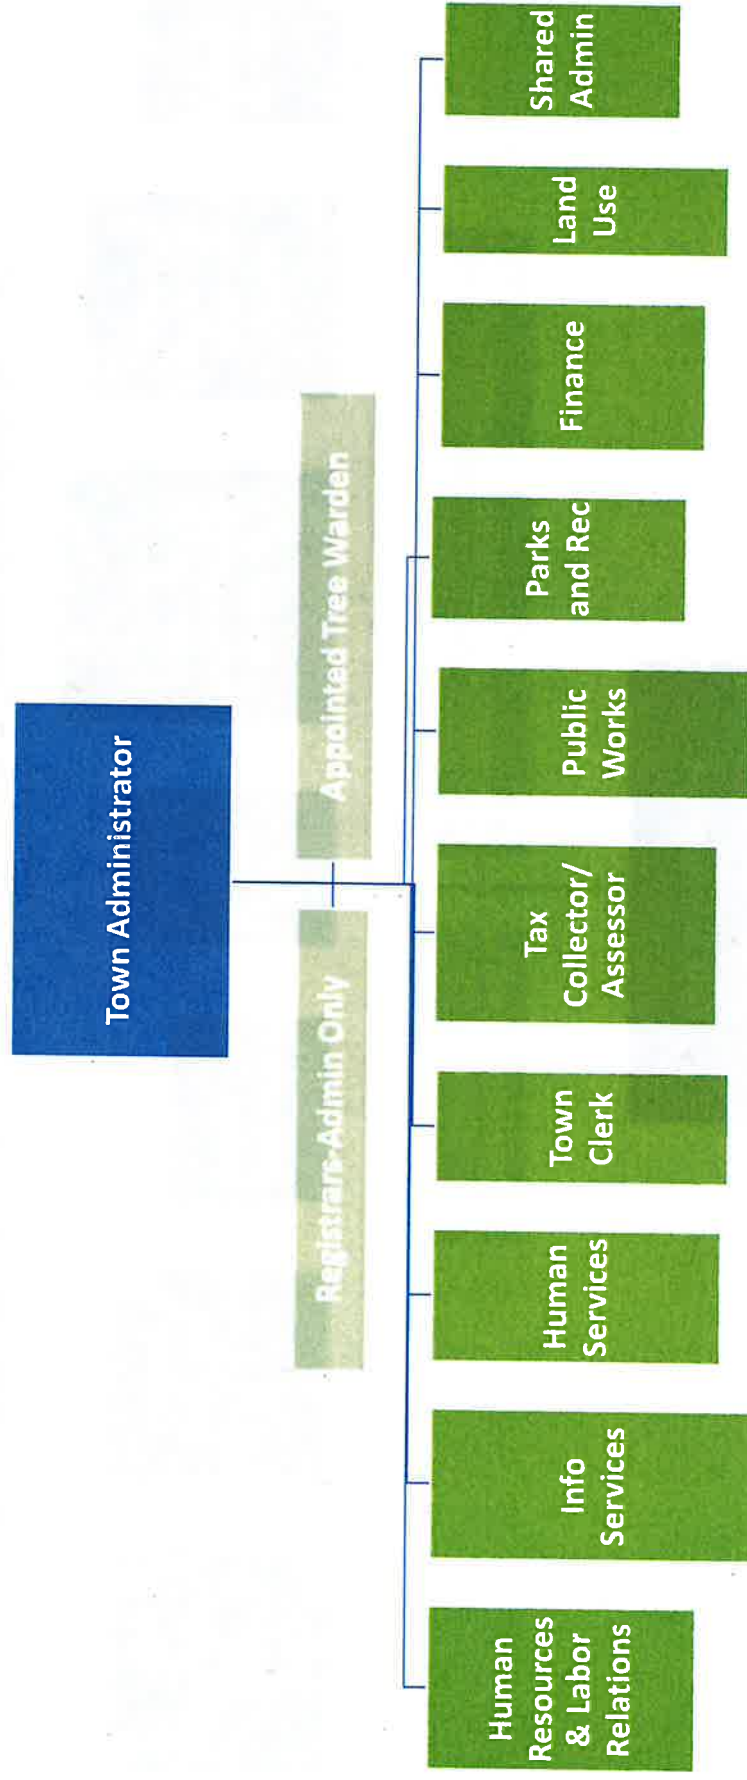 Town Administrator
Registrars-Admin Only
Appointed Tree Warden
Human
Resources
& Labor
Relations
Info
Services
Human
Services
Town
Clerk
Tax
Collector/
Assessor
Public
Works
Parks
and Rec
Finance
Land
Use
Shared
Admin